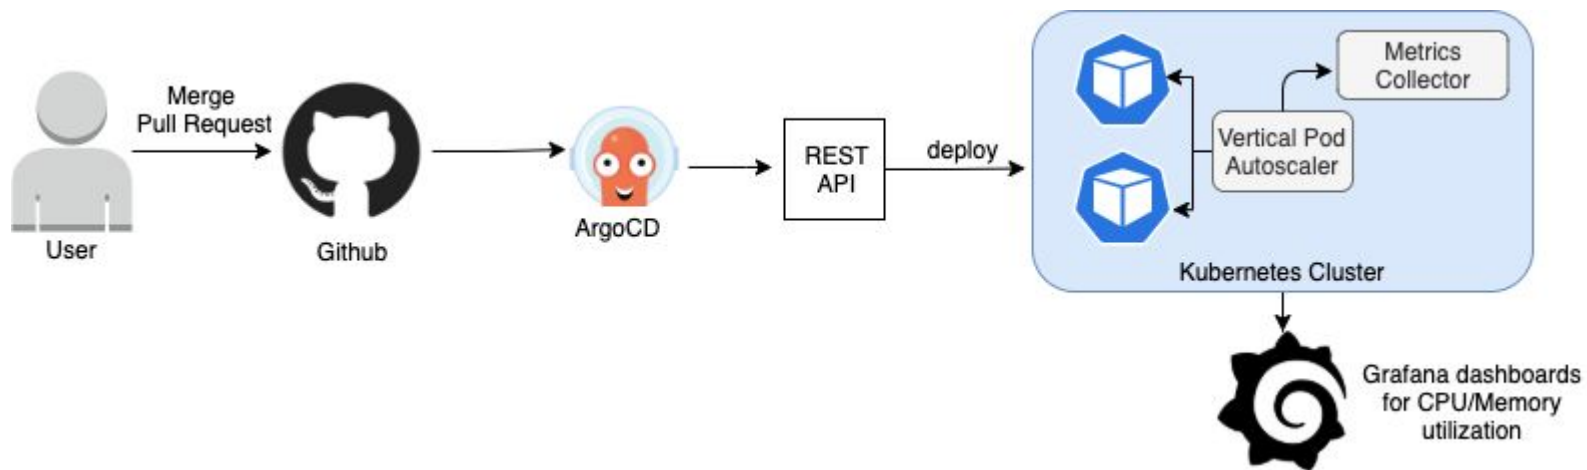 Merge
Pull Request
User
Github
ArgoCD
REST
API
deploy
Metrics
Collector
Vertical Pod
Autoscaler
Kubernetes Cluster
Grafana dashboards
for CPU/Memory
utilization